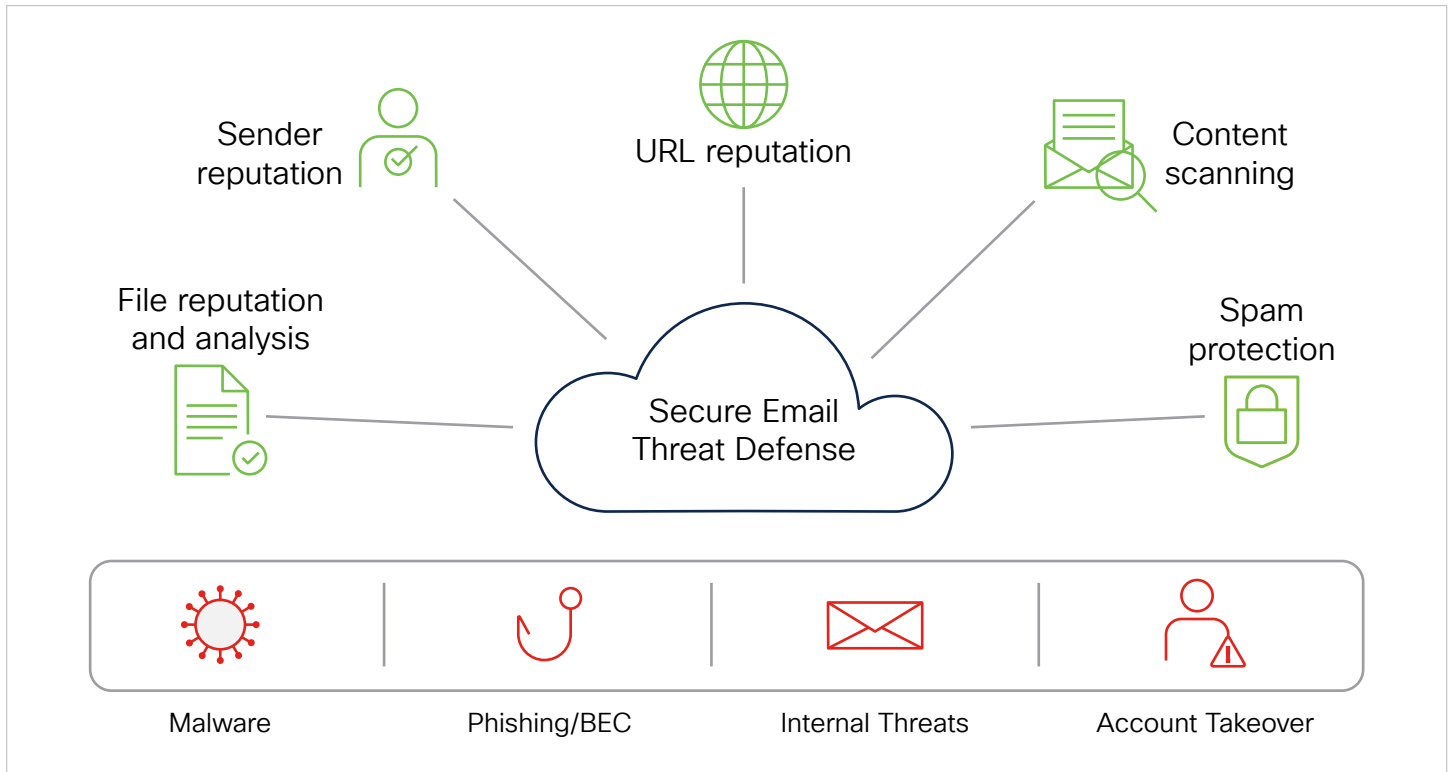 Sender
reputation
URL reputation
Content
scanning
File reputation
and analysis
Spam
protection
Secure Email
Threat Defense
Malware
Phishing/BEC
Internal Threats
Account Takeover